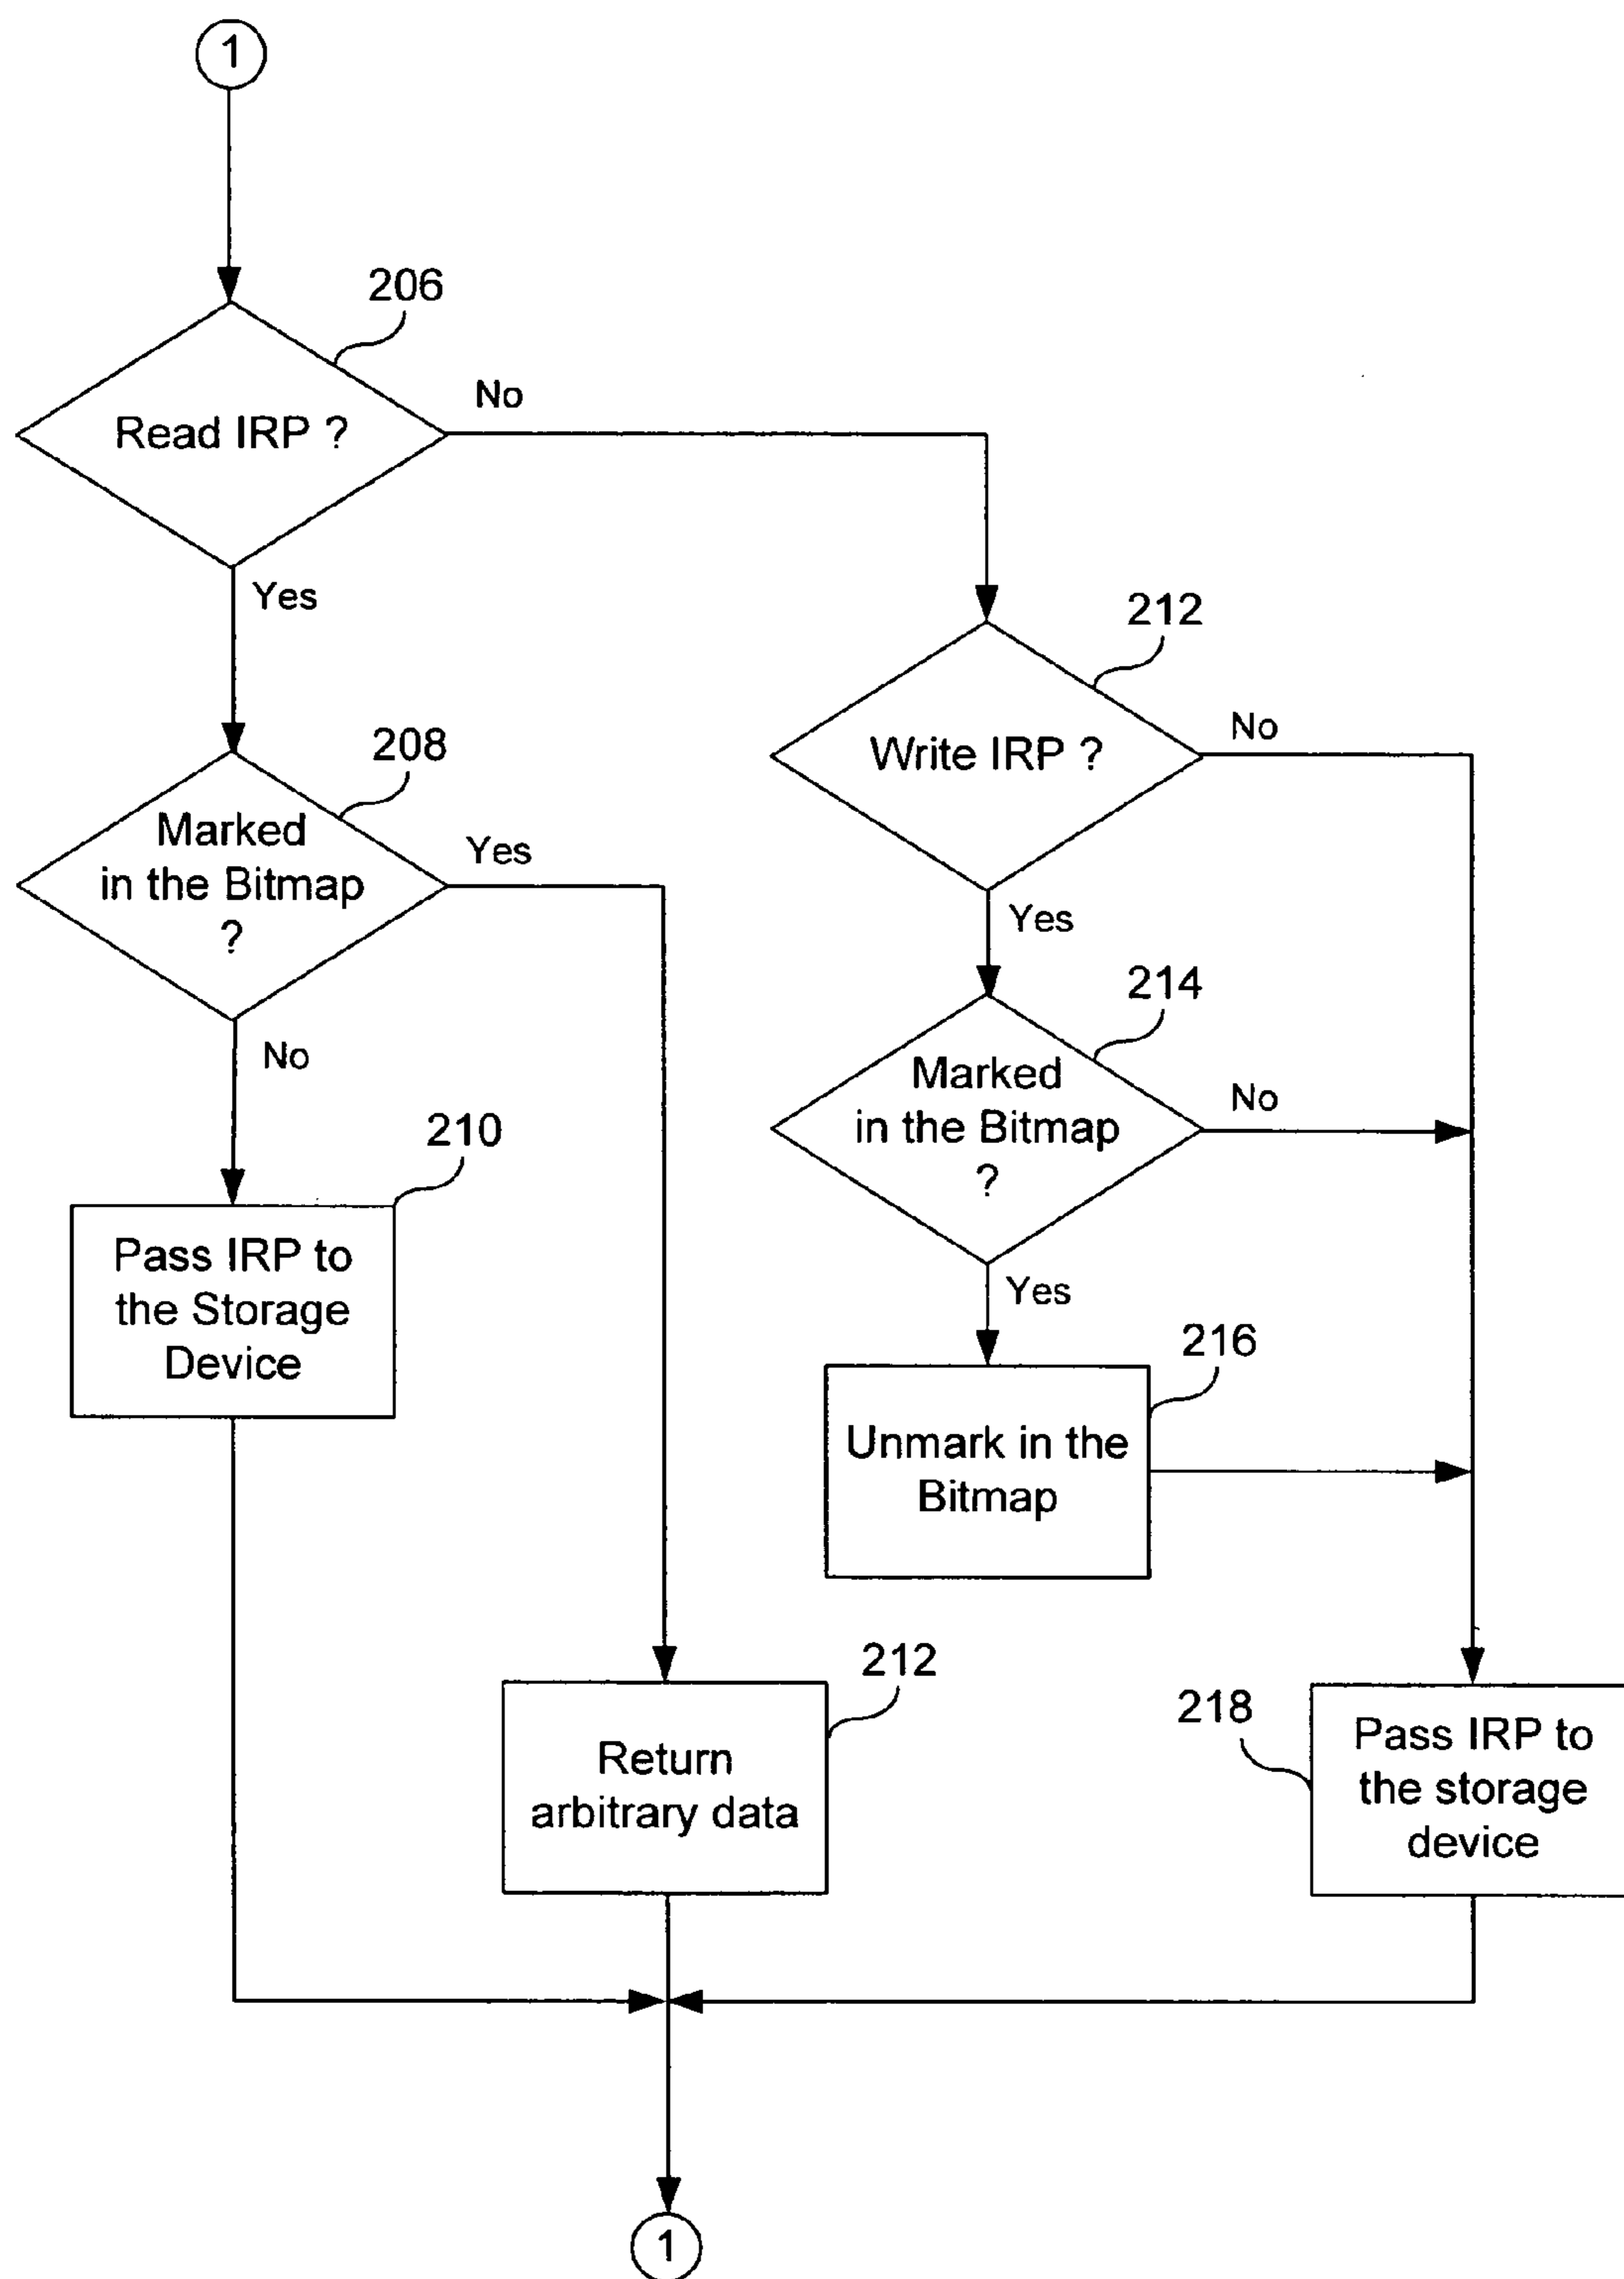 1
206
Read IRP ?
No
Yes
212
Write IRP ?
No
Yes
208
Marked
in the Bitmap
?
Yes
No
214
Marked
in the Bitmap
?
No
Yes
210
Pass IRP to
the Storage
Device
216
Unmark in the
Bitmap
212
Return
arbitrary data
218
Pass IRP to
the storage
device
1